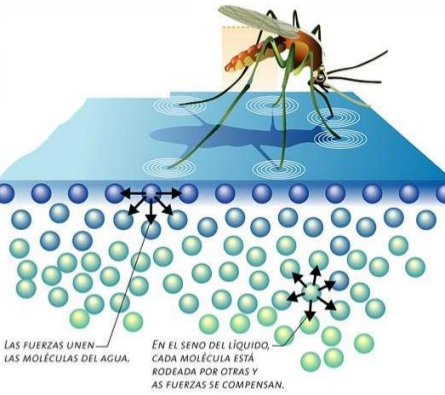 LAS FUERZAS UNEN
LAS MOLÉCULAS DEL AGUA.
EN EL SENO DEL LÍQUIDO,
CADA MOLÉCULA ESTÁ
RODEADA POR OTRAS Y
AS FUERZAS SE COMPENSAN.